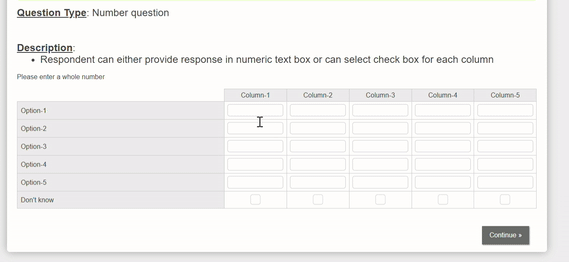 Question Type: Number question
Description:
• Respondent can either provide response in numeric text box or can select check box for each column
Please enter a whole number
Column-1 Column-2 Column-3 Column-4 Column-5
Option-1
Option-2
Option-3
Option-4
Option-5
Don't know
Continue »